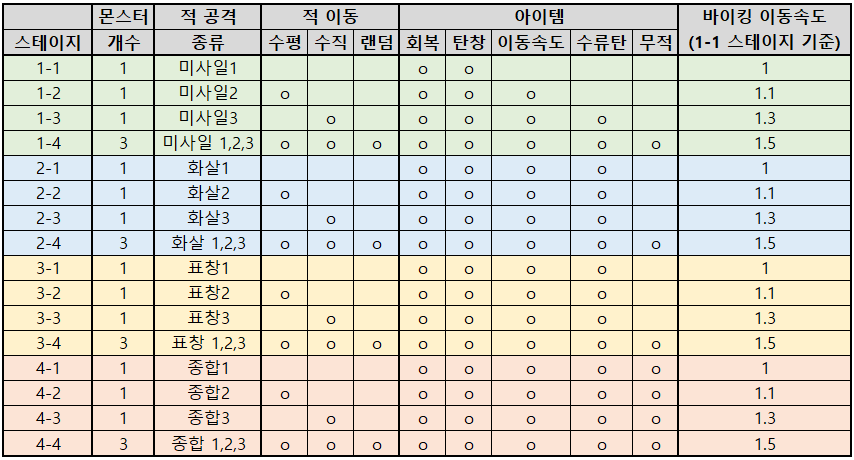 몬스터 적 공격 적 이동 아이템 바이킹 이동속도
스테이지 개수 종류 수평 수직 랜덤 회복 탄창 이동속도 수류탄 무적 (1-1 스테이지 기준)
1-1 1 미사일1 o o 1
1-2 1 미사일2 o o o o 1.1
1-3 1 미사일3 o o o o o 1.3
1-4 3 미사일 1,2,3 o o o o o o o o 1.5
2-1 1 화살1 o o o o 1
2-2 1 화살2 o o o o o 1.1
2-3 1 화살3 o o o o o 1.3
2-4 3 화살 1,2,3 o o o o o o o o 1.5
3-1 1 표창1 o o o o 1
3-2 1 표창2 o o o o o 1.1
3-3 1 표창3 o o o o o 1.3
3-4 3 표창 1,2,3 o o o o o o o o 1.5
4-1 1 종합1 o o o o o 1
4-2 1 종합2 o o o o o o 1.1
4-3 1 종합3 o o o o o o 1.3
4-4 3 종합 1,2,3 o o o o o o o o 1.5